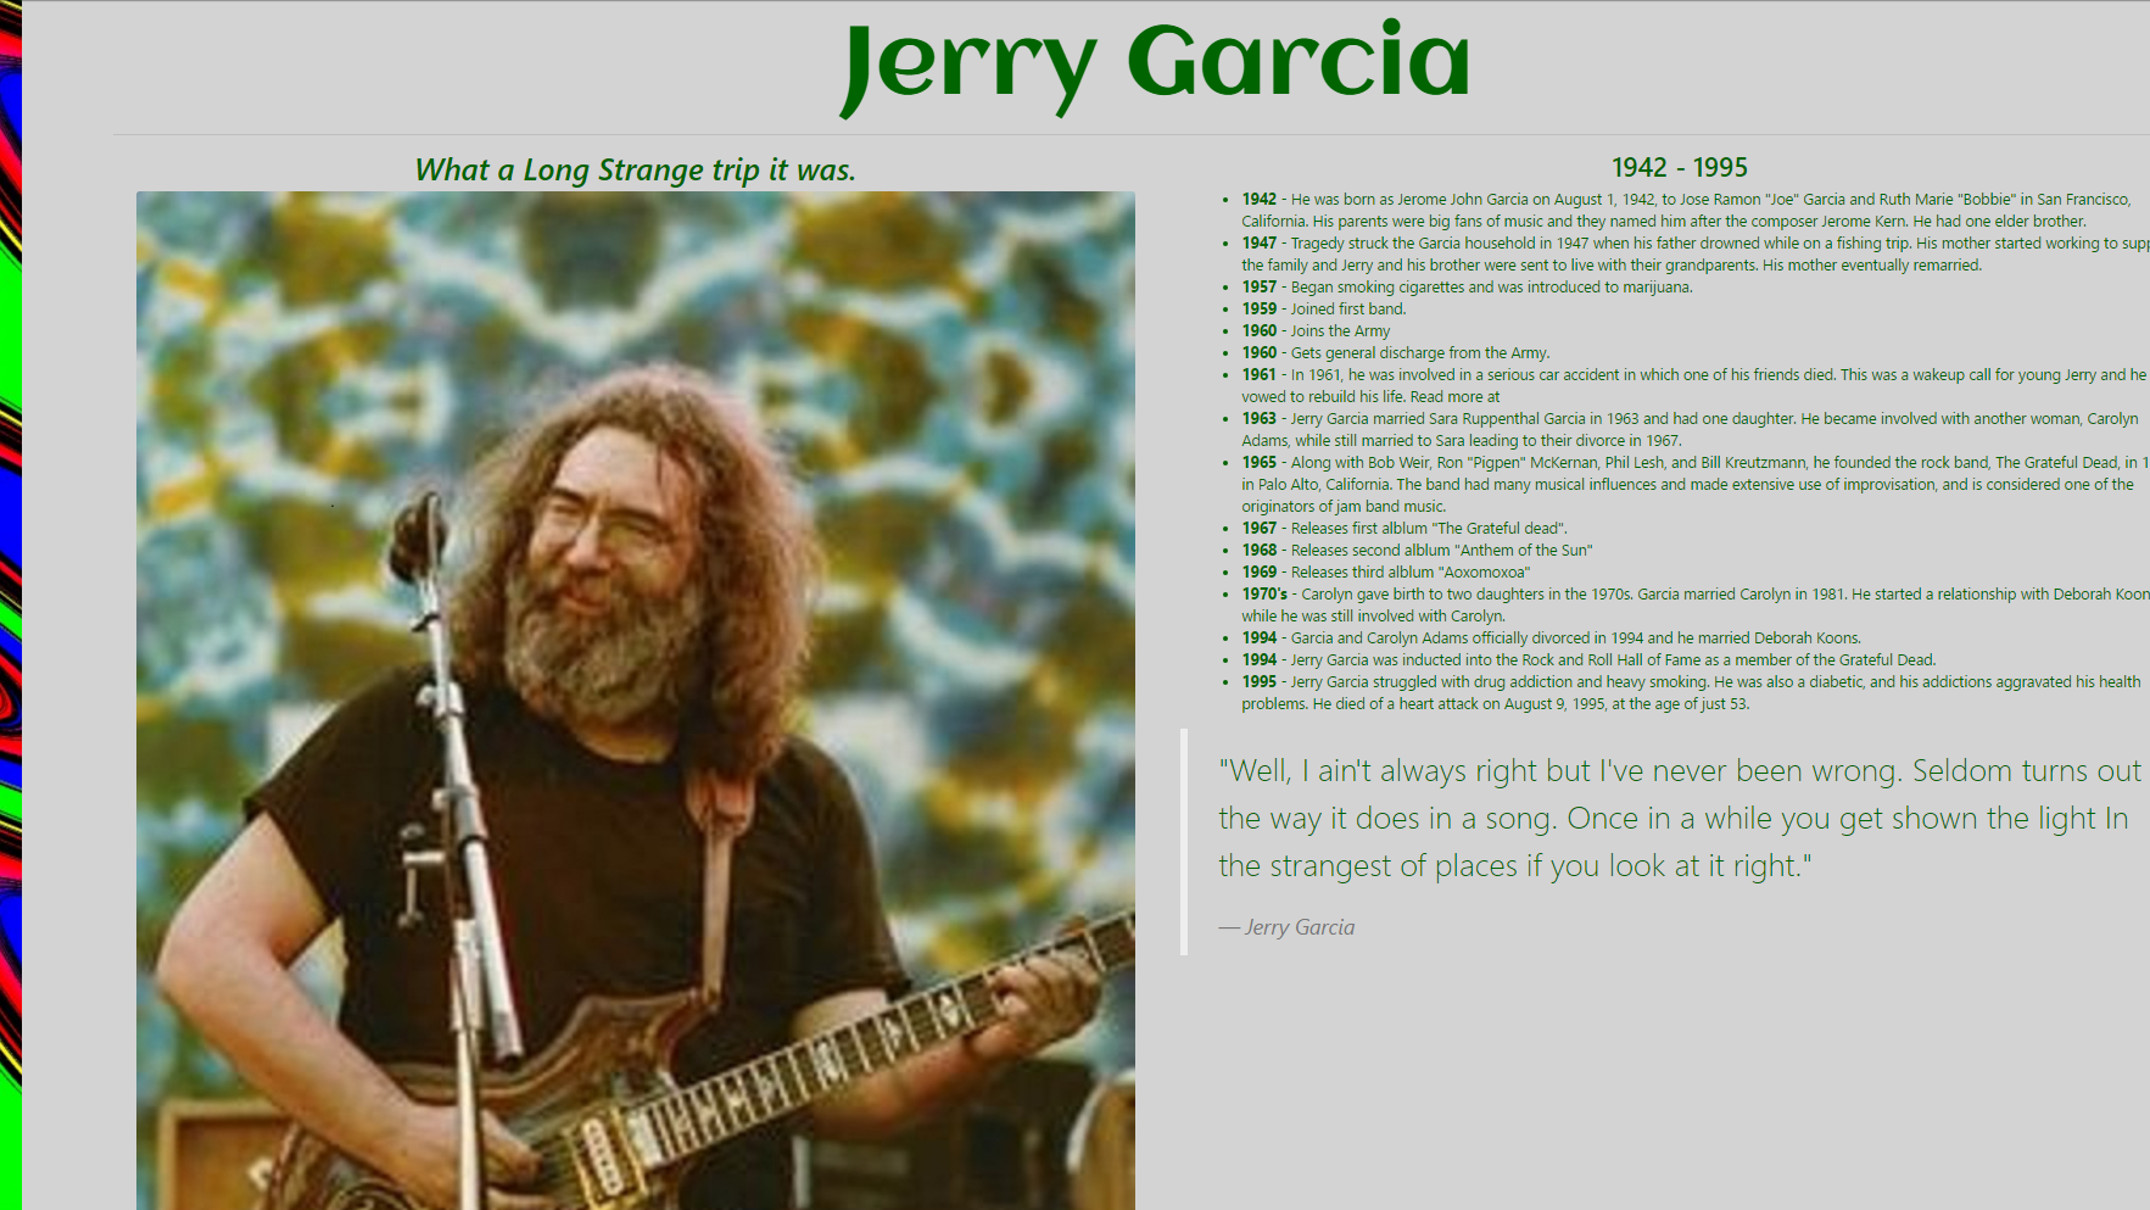 Jerry Garcia
What a Long Strange trip it was.
1942 - 1995
1942 - He was born as Jerome John Garcia on August 1, 1942, to Jose Ramon "Joe" Garcia and Ruth Marie "Bobbie" in San Francisco,
California. His parents were big fans of music and they named him after the composer Jerome Kern. He had one elder brother.
1947 - Tragedy struck the Garcia household in 1947 when his father drowned while on a fishing trip. His mother started working to
the family and Jerry and his brother were sent to live with their grandparents. His mother eventually remarried.
1957 - Began smoking cigarettes and was introduced to marijuana.
1959 - Joined first band.
1960 - Joins the Army
1960 - Gets general discharge from the Army.
1961 - In 1961, he was involved in a serious car accident in which one of his friends died. This was a wakeup call for young Jerry and he
vowed to rebuild his life. Read more at
1963 - Jerry Garcia married Sara Ruppenthal Garcia in 1963 and had one daughter. He became involved with another woman, Carolyn
Adams, while still married to Sara leading to their divorce in 1967.
1965 - Along with Bob Weir, Ron "Pigpen" McKernan, Phil Lesh, and Bill Kreutzmann, he founded the rock band, The Grateful Dead, in
in Palo Alto, California. The band had many musical influences and made extensive use of improvisation, and is considered one of the
originators of jam band music.
1967 - Releases first alblum "The Grateful dead".
1968 - Releases second alblum "Anthem of the Sun"
1969 - Releases third alblum "Aoxomoxoa"
1970's - Carolyn gave birth to two daughters in the 1970s. Garcia married Carolyn in 1981. He started a relationship with Deborah Koon
while he was still involved with Carolyn.
1994 - Garcia and Carolyn Adams officially divorced in 1994 and he married Deborah Koons.
1994 - Jerry Garcia was inducted into the Rock and Roll Hall of Fame as a member of the Grateful Dead.
1995 - Jerry Garcia struggled with drug addiction and heavy smoking. He was also a diabetic, and his addictions aggravated his health
problems. He died of a heart attack on August 9, 1995, at the age of just 53.
"Well, I ain't always right but I've never been wrong. Seldom turns out
the way it does in a song. Once in a while you get shown the light In
the strangest of places if you look at it right."
— Jerry Garcia